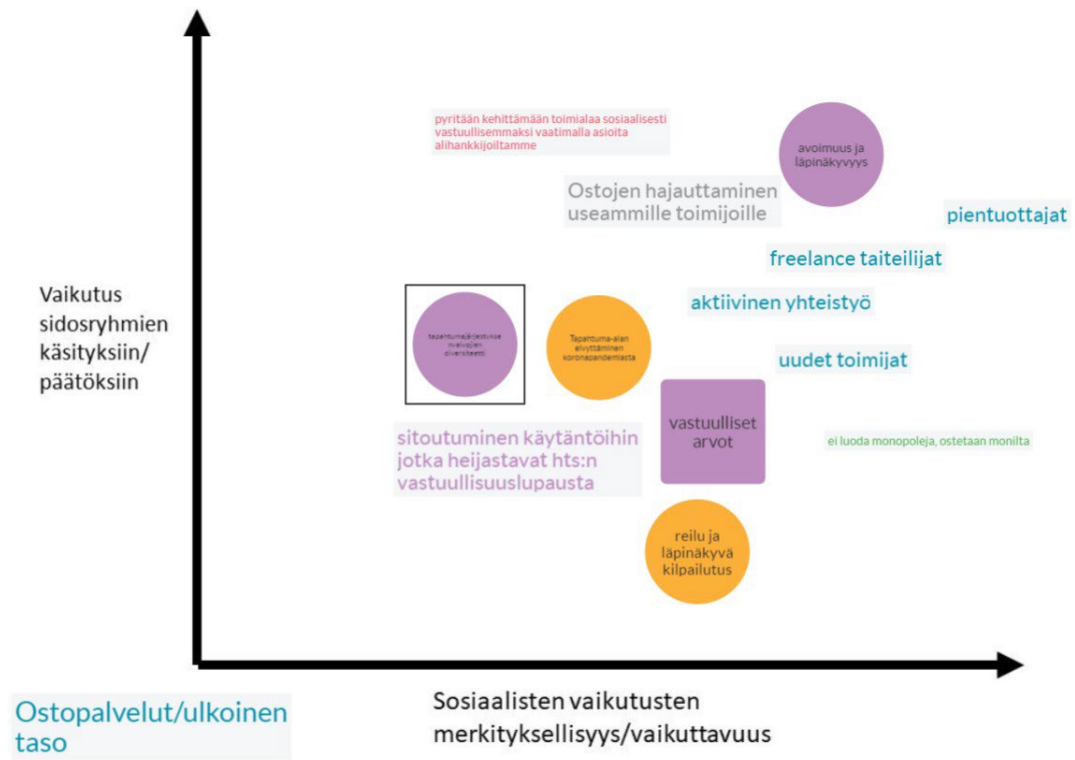 pyritään kehittämään toimialaa sosiaalisesti
vastuullisemmaksi vaatimalla asioita
alihankkijoiltamme
avoimuus ja
läpinäkyvyys
Ostojen hajauttaminen
useammille toimijoille
pientuottajat
freelance taiteilijat
aktiivinen yhteistyö
Vaikutus
sidosryhmien
käsityksiin/
päätöksiin
diversiteetti
Tapahtuma-alan
elvyttäminen
koronapandemiasta
uudet toimijat
vastuulliset
arvot
sitoutuminen käytäntöihin
jotka heijastavat hts:n
vastuullisuuslupausta
ei luoda monopoleja, ostetaan monilta
reilu ja
läpinäkyvä
kilpailutus
Sosiaalisten vaikutusten
merkityksellisyys/vaikuttavuus
Ostopalvelut/ulkoinen
taso